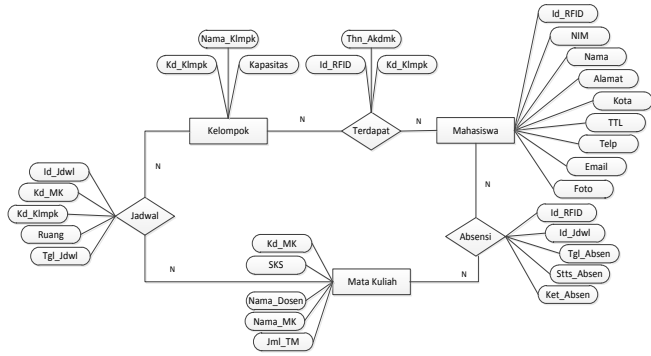 Nama_Klmpk
Kd_Klmpk
Kapasitas
Kelompok
N
Thn_Akdmk
Id_RFID
Kd_Klmpk
Terdapat
N
Mahasiswa
Id_RFID
NIM
Nama
Alamat
Kota
TTL
Telp
Email
Foto
N
Id_Jdwl
Kd_MK
Kd_Klmpk
Ruang
Tgl_Jdwl
Jadwal
N
N
Kd_MK
SKS
Nama_Dosen
Nama_MK
Jml_TM
Mata Kuliah
N
Absensi
N
Id_RFID
Id_Jdwl
Tgl_Absen
Stts_Absen
Ket_Absen